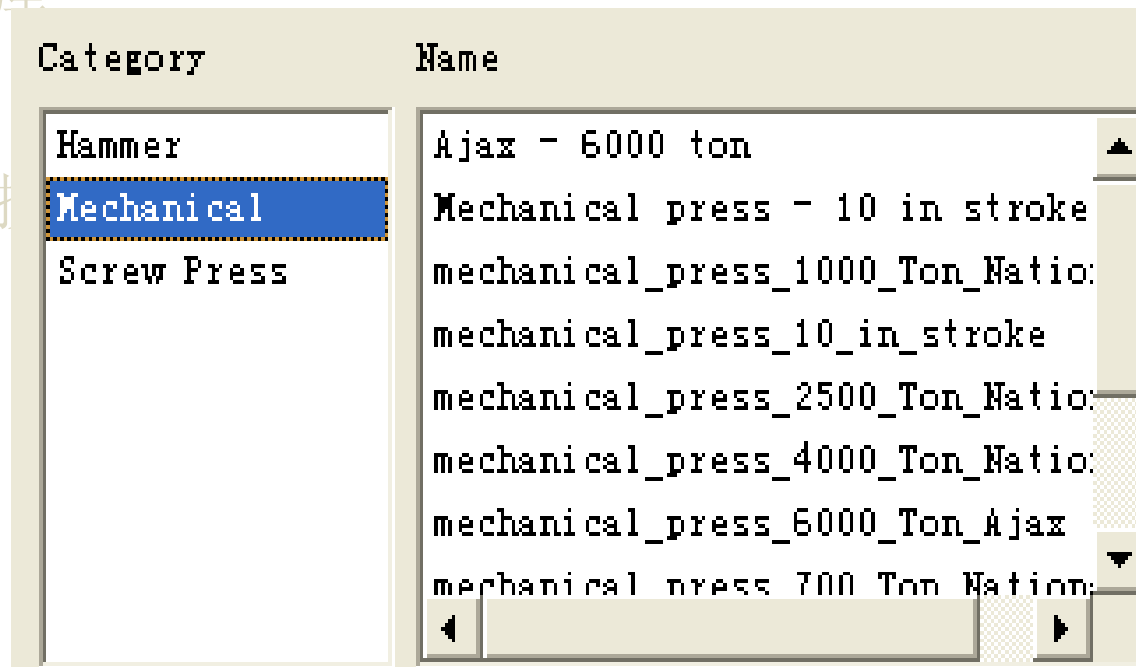 Category
Name
Hammer
Mechanical
Screw Press
Ajax - 6000 ton
Mechanical press - 10 in stroke
mechanical_press_1000_Ton_Natio
mechanical_press_10_in_stroke
mechanical_press_2500_Ton_Natio
mechanical_press_4000_Ton_Natio
mechanical_press_6000_Ton_Ajax
mechanical_press_700_Ton_Nation